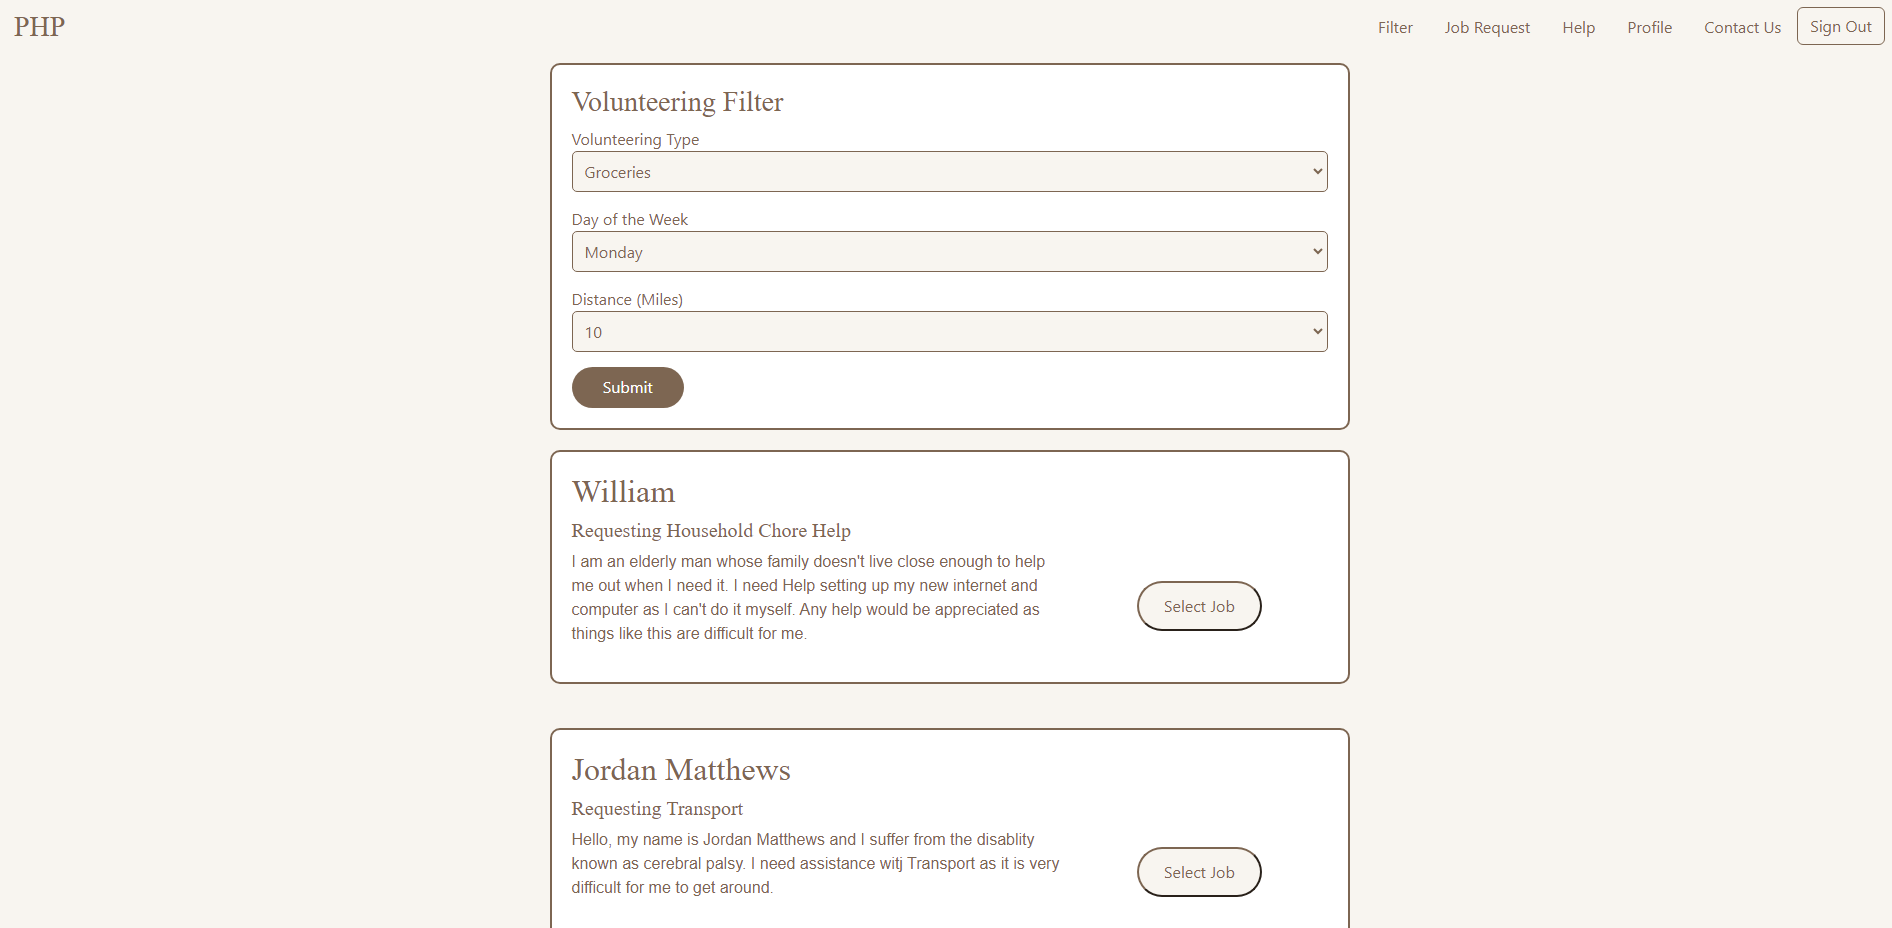 PHP
Filter Job Request Help Profile Contact Us Sign Out
Volunteering Filter
Volunteering Type
Groceries
Day of the Week
Monday
Distance (Miles)
10
Submit
William
Requesting Household Chore Help
I am an elderly man whose family doesn't live close enough to help
me out when I need it. I need Help setting up my new internet and
computer as I can't do it myself. Any help would be appreciated as
things like this are difficult for me.
Select Job
Jordan Matthews
Requesting Transport
Hello, my name is Jordan Matthews and I suffer from the disablity
known as cerebral palsy. I need assistance witj Transport as it is very
difficult for me to get around.
Select Job